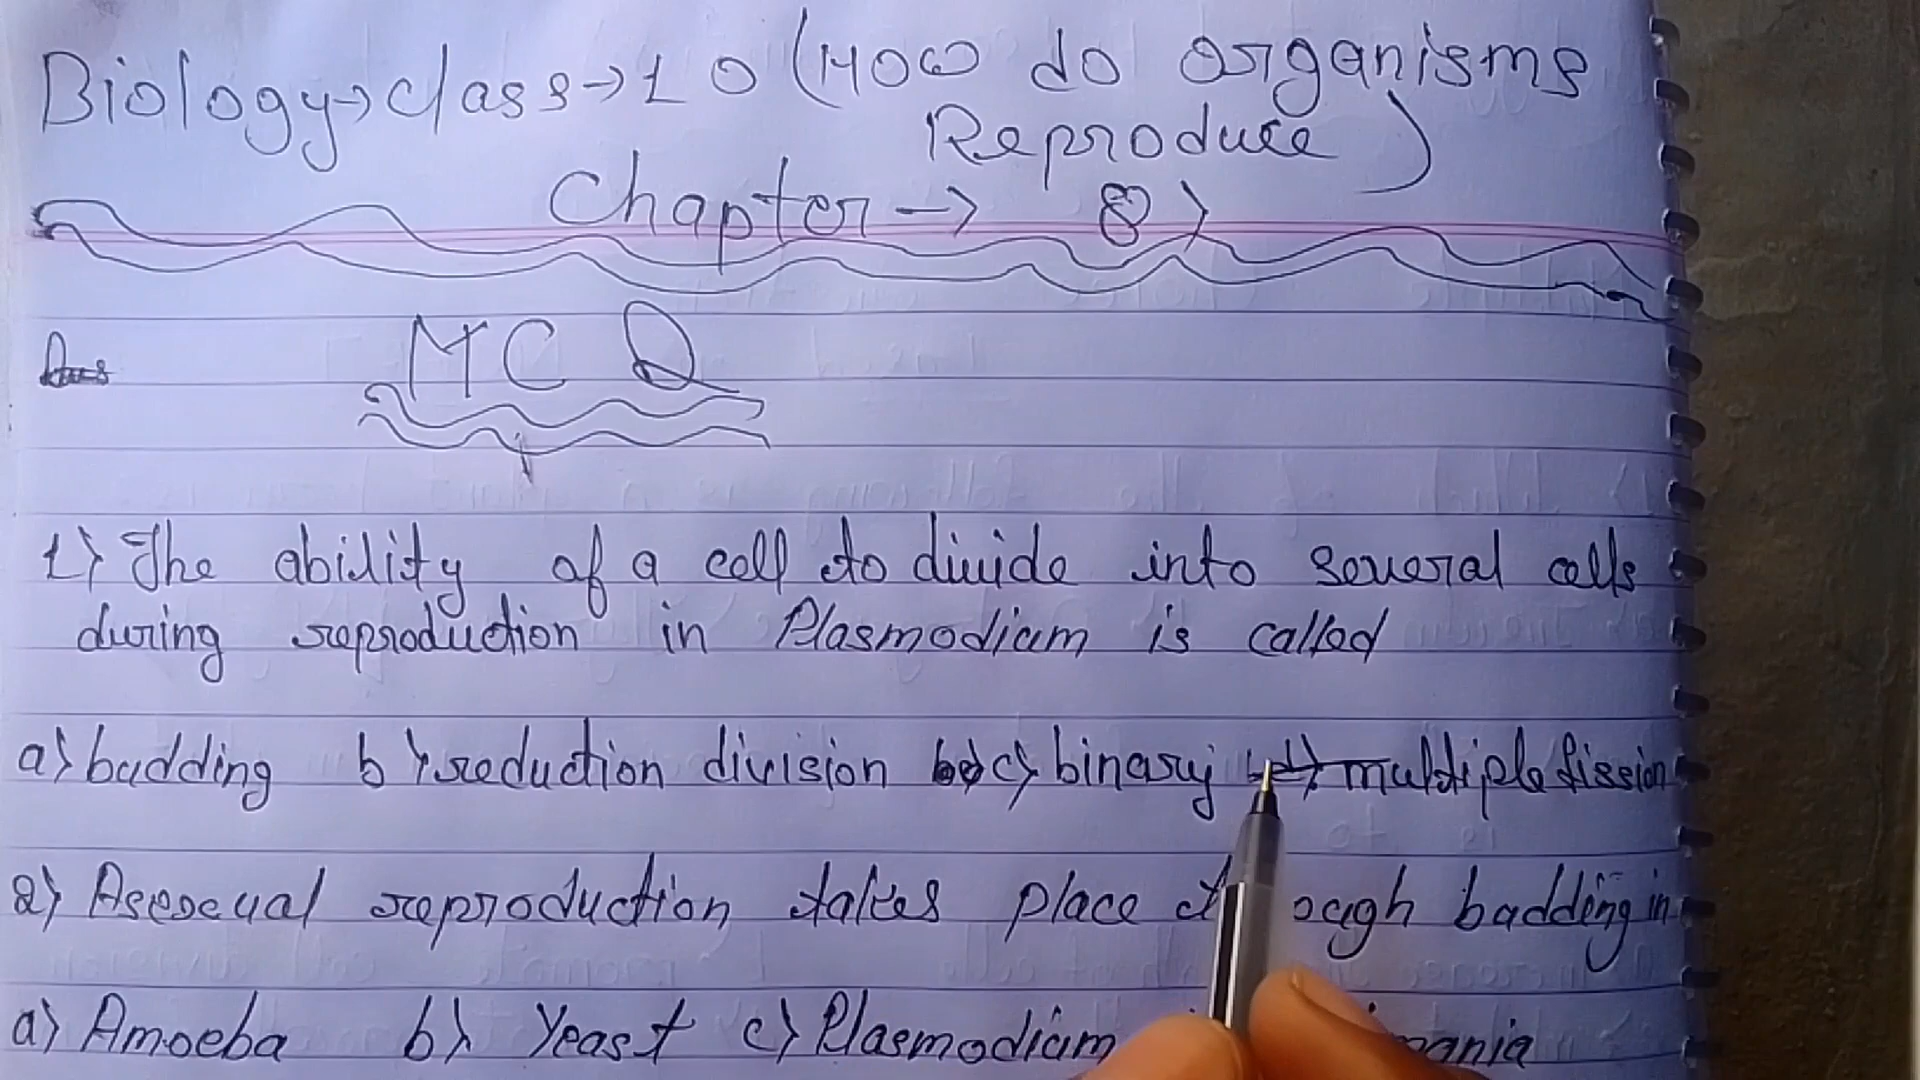 Biology→class→10 (HOW do organisms
Reproduce)
Chapter→ 8>
MCQ
1> The ability of a cell to divide into several cells
during reproduction in Plasmodium is called
a> budding b> reduction division c> binary multiple fission
2> Asexual reproduction takes place budding in
a> Amoeba b> Yeast c> Plasmodium